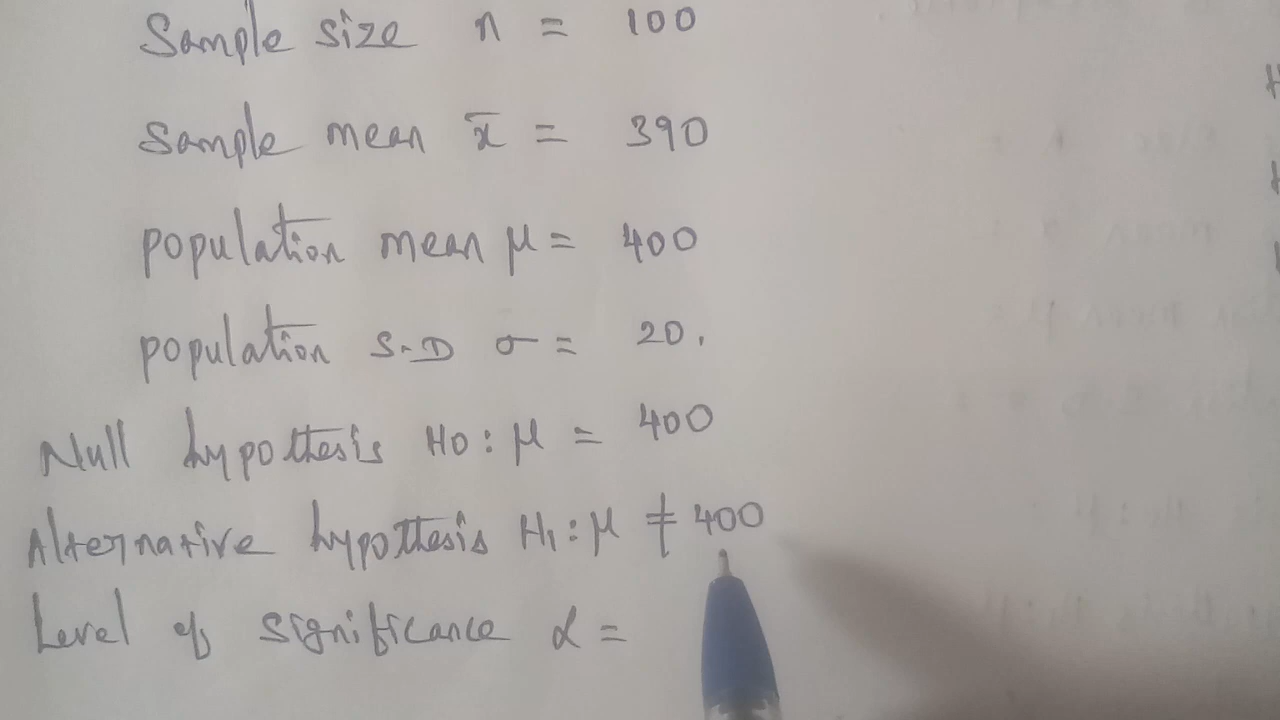 Sample size n = 100
Sample mean x̄ = 390
population mean μ = 400
population S.D σ = 20.
Null hypothesis H0 : μ = 400
Alternative hypothesis H1 : μ ≠ 400
Level of significance α =